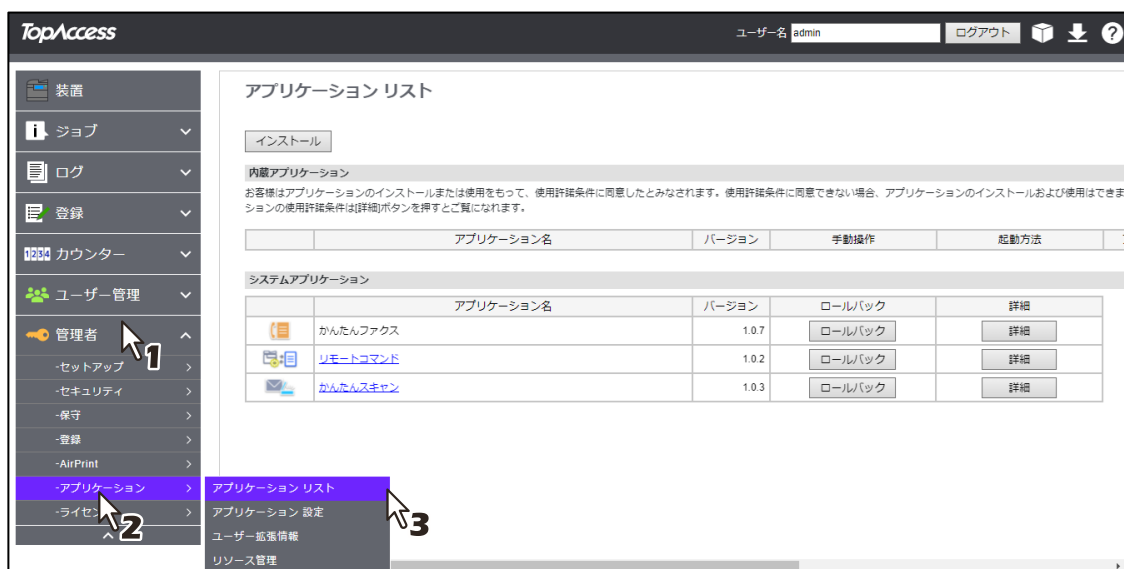 TopAccess
ユーザー名 admin ログアウト ?
装置
i ジョブ
ログ
登録
1234 カウンター
ユーザー管理
管理者
1
-セットアップ
-セキュリティ
-保守
-登録
-AirPrint
-アプリケーション
-ライセン
2
アプリケーション リスト
アプリケーション 設定
ユーザー拡張情報
リソース管理
3
アプリケーション リスト
インストール
内蔵アプリケーション
お客様はアプリケーションのインストールまたは使用をもって、使用許諾条件に同意したとみなされます。使用許諾条件に同意できない場合、アプリケーションのインストールおよび使用はできま
ションの使用許諾条件は[詳細]ボタンを押すとご覧になれます。
アプリケーション名 バージョン 手動操作 起動方法
システムアプリケーション
アプリケーション名 バージョン ロールバック 詳細
かんたんファクス 1.0.7 ロールバック 詳細
リモートコマンド 1.0.2 ロールバック 詳細
かんたんスキャン 1.0.3 ロールバック 詳細